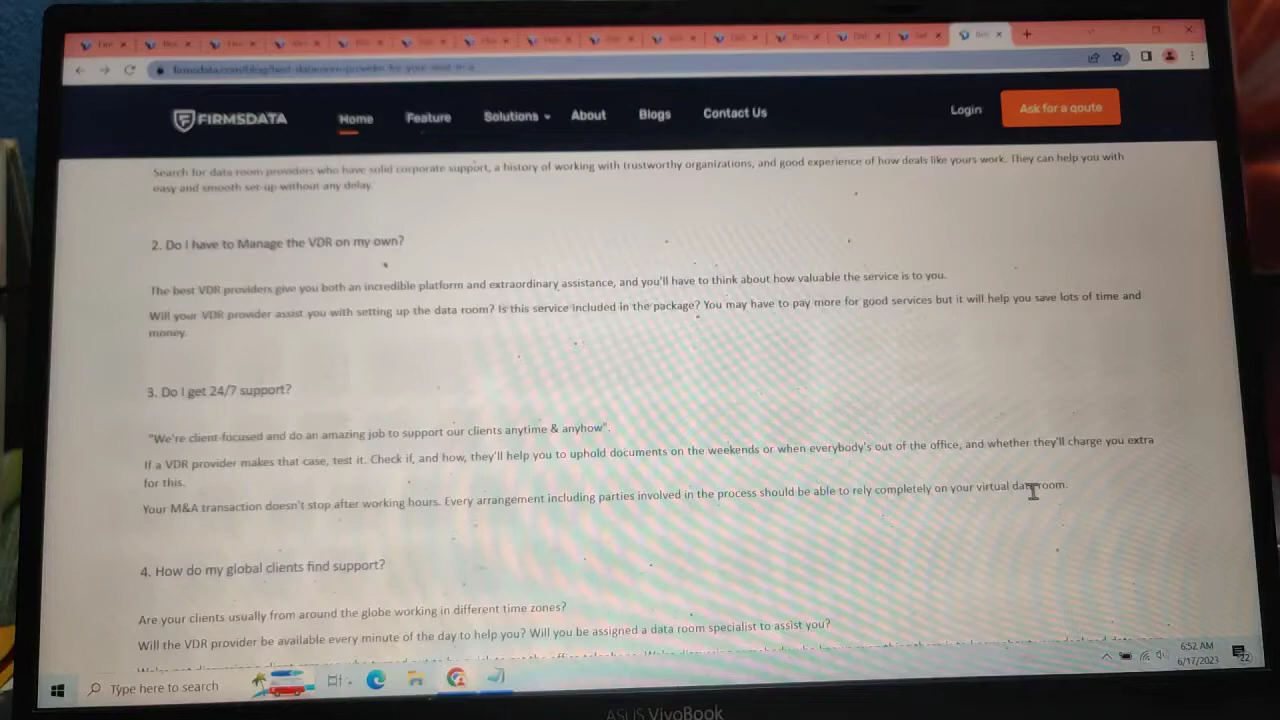 firmsdata.com/blog/best-dataroom-provider-for-your-next-m-a
FIRMSDATA
Home Feature Solutions About Blogs Contact Us Login Ask for a qoute
Search for data room providers who have solid corporate support, a history of working with trustworthy organizations, and good experience of how deals like yours work. They can help you with
easy and smooth set-up without any delay.
2. Do I have to Manage the VDR on my own?
The best VDR providers give you both an incredible platform and extraordinary assistance, and you'll have to think about how valuable the service is to you.
Will your VDR provider assist you with setting up the data room? Is this service included in the package? You may have to pay more for good services but it will help you save lots of time and
money.
3. Do I get 24/7 support?
"We're client-focused and do an amazing job to support our clients anytime & anyhow".
If a VDR provider makes that case, test it. Check if, and how, they'll help you to uphold documents on the weekends or when everybody's out of the office, and whether they'll charge you extra
for this.
Your M&A transaction doesn't stop after working hours. Every arrangement including parties involved in the process should be able to rely completely on your virtual data room.
4. How do my global clients find support?
Are your clients usually from around the globe working in different time zones?
Will the VDR provider be available every minute of the day to help you? Will you be assigned a data room specialist to assist you?
Type here to search
6:52 AM
6/17/2023
22
ASUS VivoBook